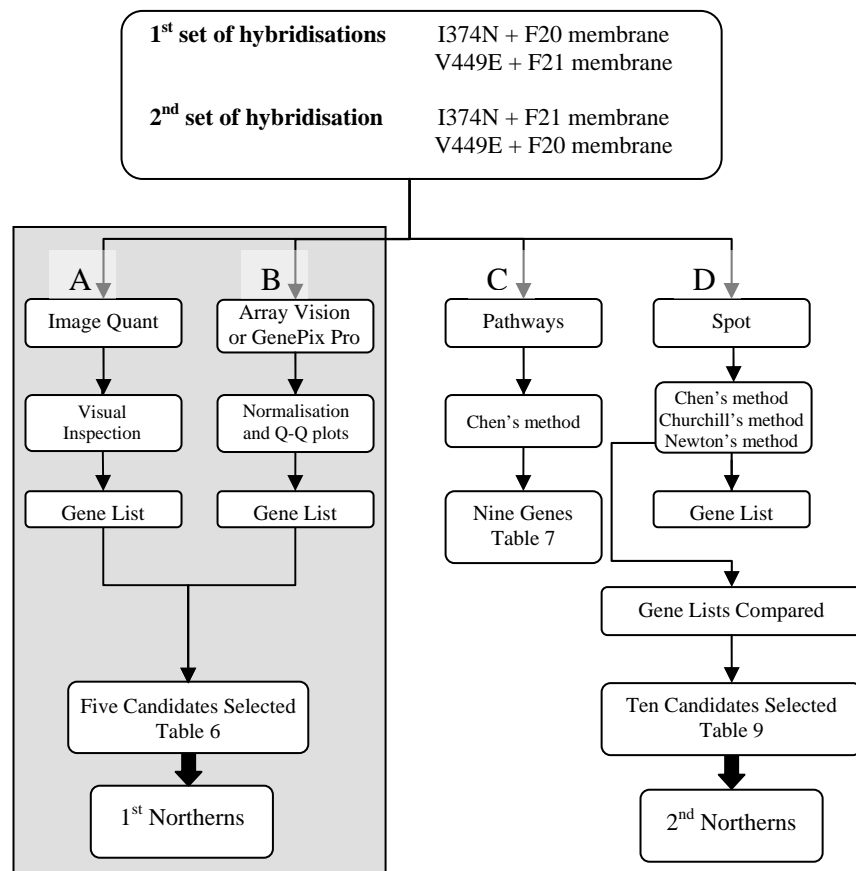 1st set of hybridisations I374N + F20 membrane
V449E + F21 membrane
2nd set of hybridisation I374N + F21 membrane
V449E + F20 membrane
A
B
C
D
Image Quant
Array Vision
or GenePix Pro
Pathways
Spot
Visual
Inspection
Normalisation
and Q-Q plots
Chen's method
Chen's method
Churchill's method
Newton's method
Gene List
Gene List
Nine Genes
Table 7
Gene List
Gene Lists Compared
Five Candidates Selected
Table 6
Ten Candidates Selected
Table 9
1st Northerns
2nd Northerns